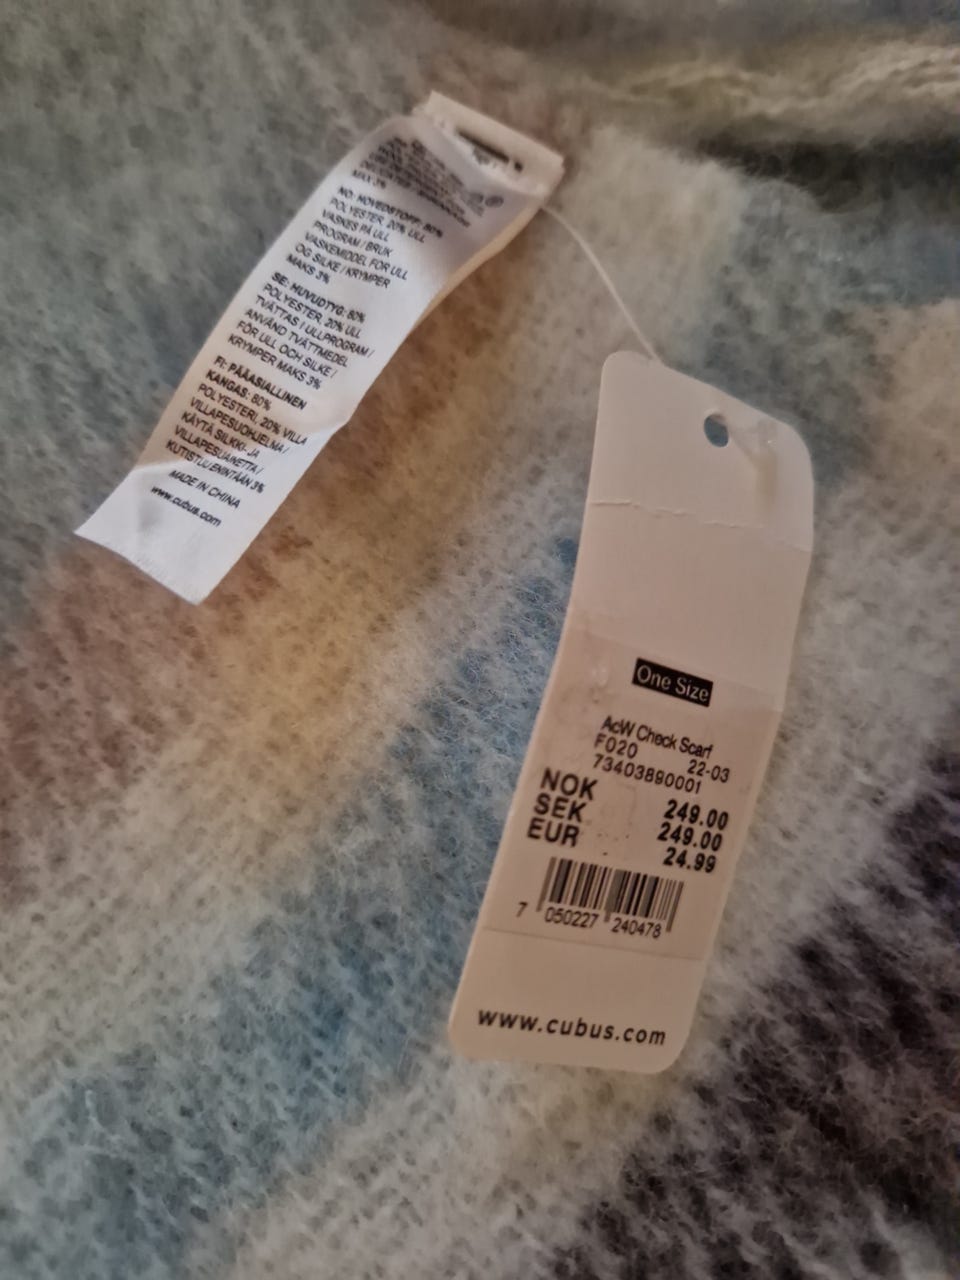 MAX 3%
NO: HOVEDSTOFF: 80%
POLYESTER, 20% ULL
VASKES PÅ ULL
PROGRAM / BRUK
VASKEMIDDEL FOR ULL
OG SILKE / KRYMPER
MAKS 3%
SE: HUVUDTYG: 80%
POLYESTER, 20% ULL
TVÄTTAS I ULLPROGRAM /
ANVÄND TVÄTTMEDEL
FÖR ULL OCH SILKE /
KRYMPER MAKS 3%
FI: PÄÄASIALLINEN
KANGAS: 80%
POLYESTERI, 20% VILLA
VILLAPESUOHJELMA /
KÄYTÄ SILKKI- JA
VILLAPESUAINETTA /
KUTISTUU ENINTÄÄN 3%
MADE IN CHINA
www.cubus.com
One Size
AcW Check Scarf
F020 22-03
73403890001
NOK 249.00
SEK 249.00
EUR 24.99
7 050227 240478
www.cubus.com